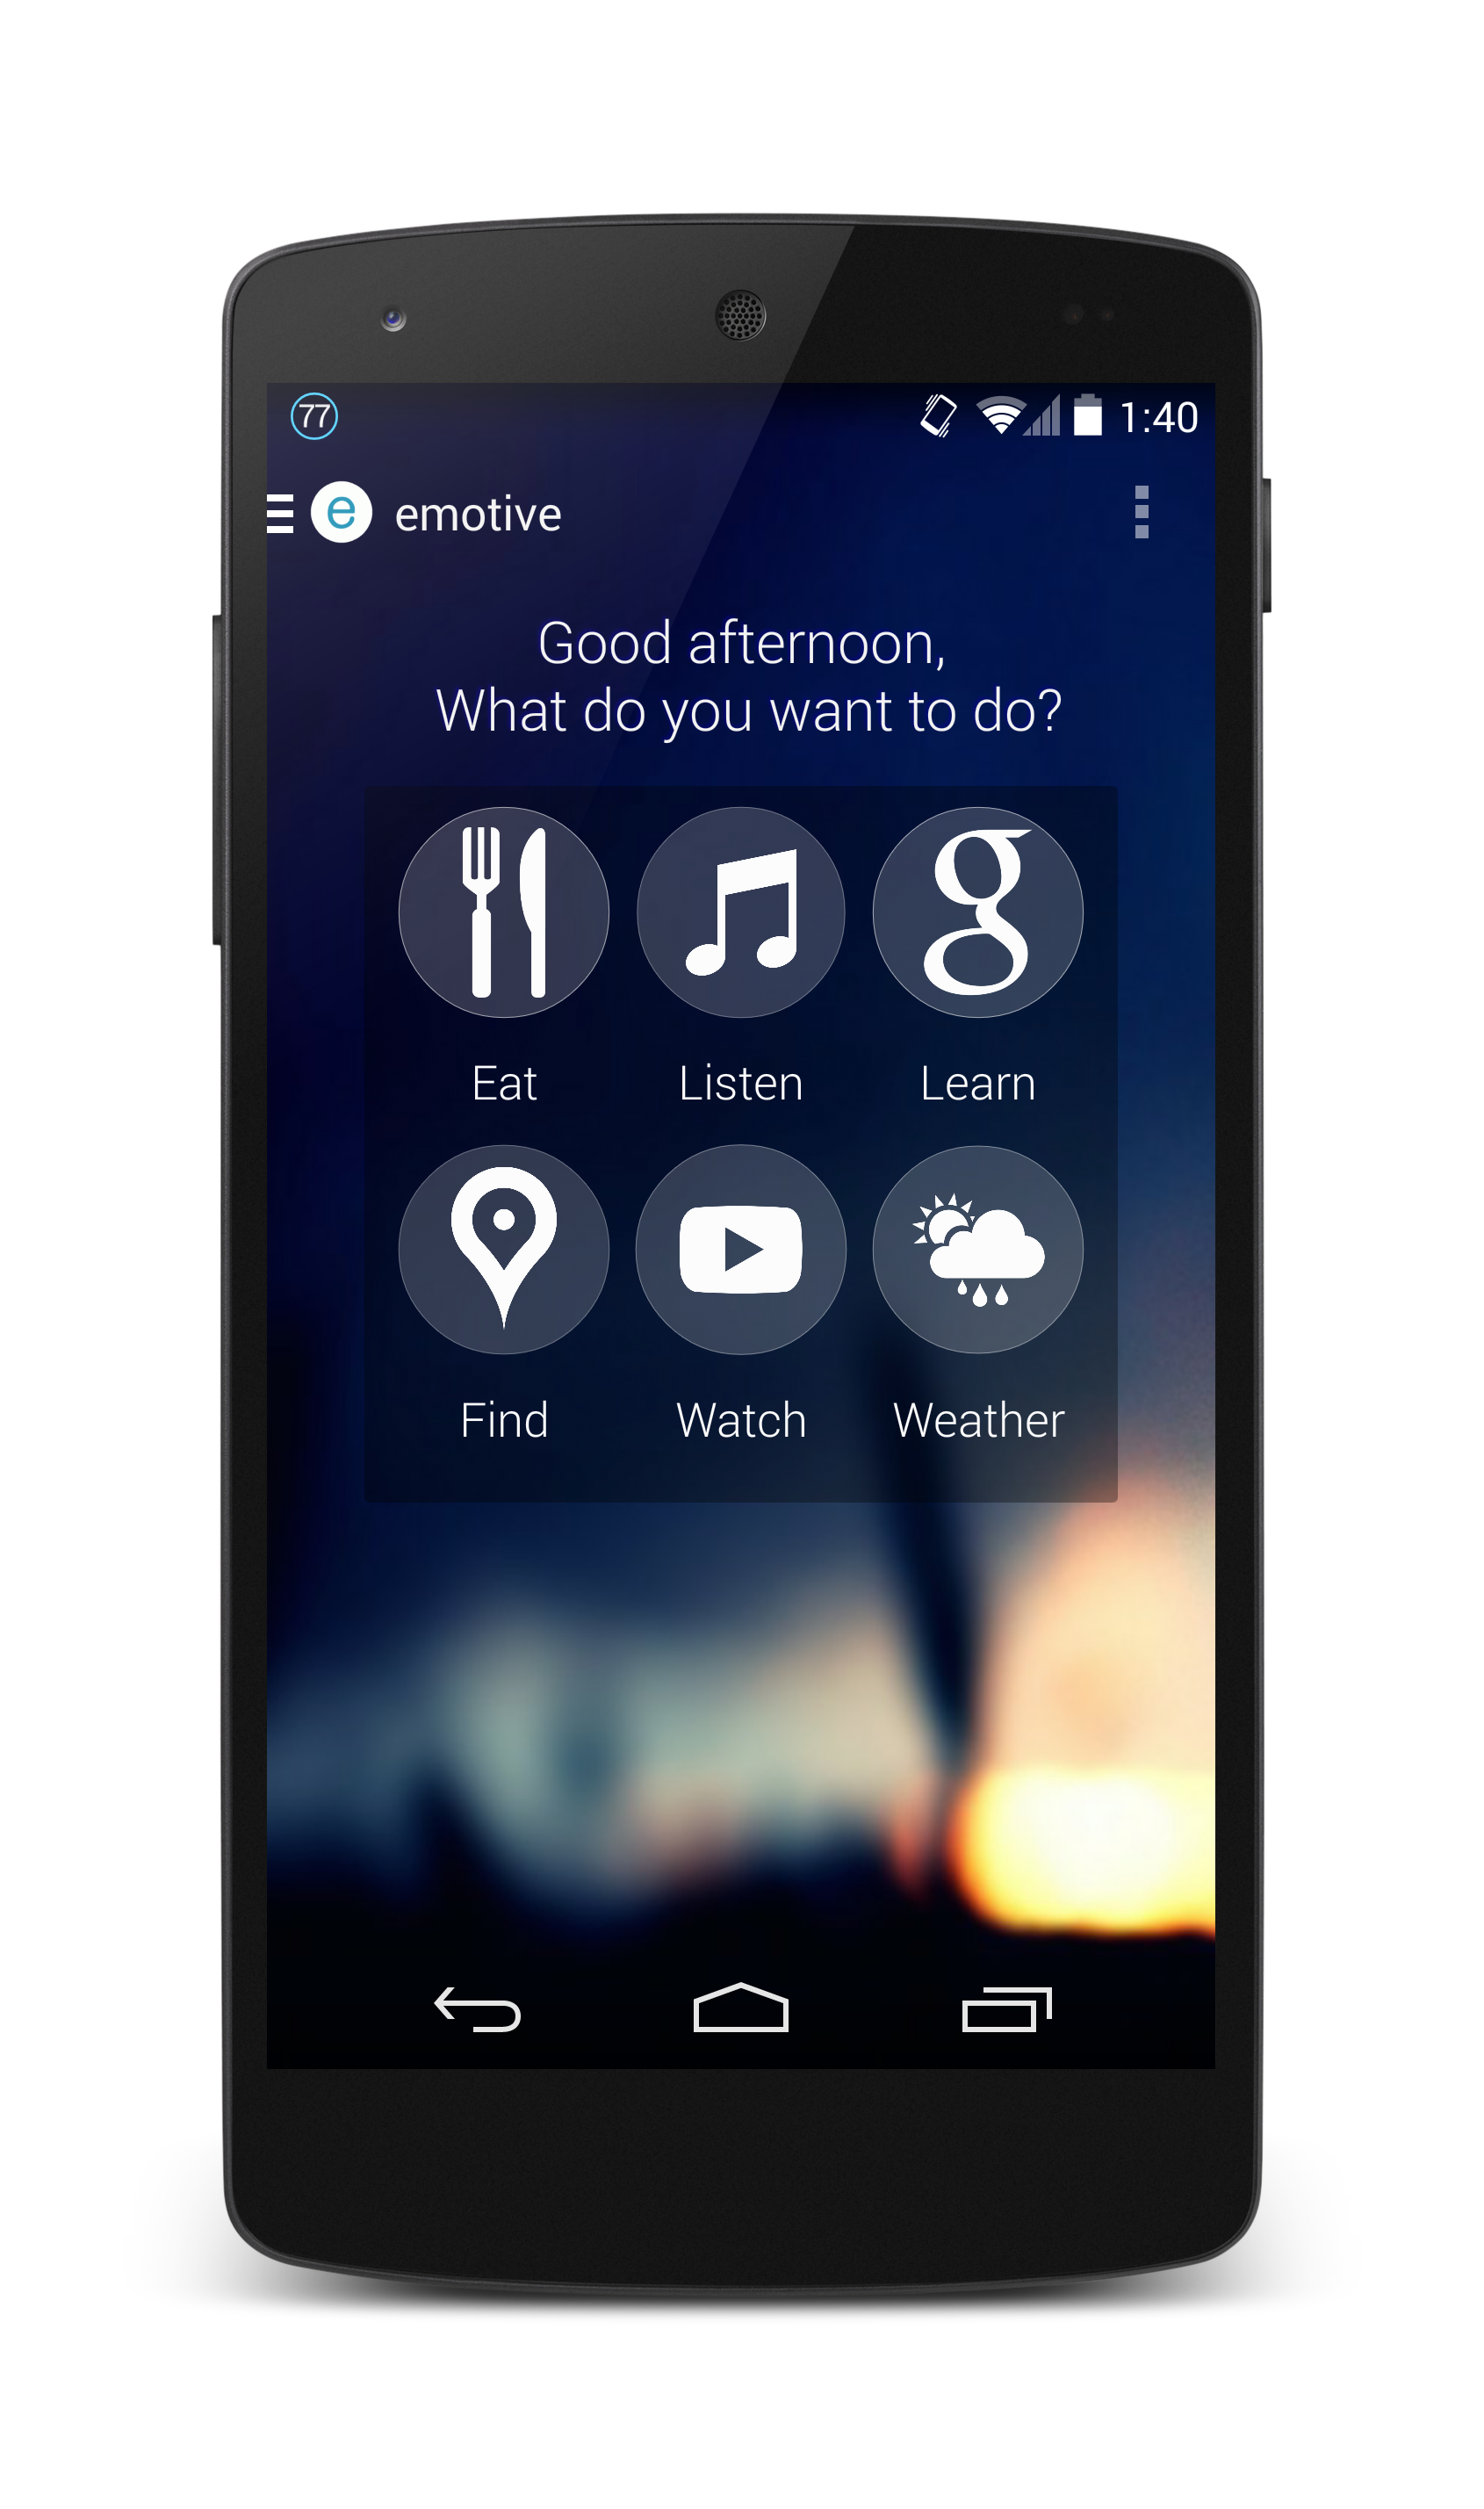 77
1:40
e emotive
Good afternoon,
What do you want to do?
Eat Listen Learn
g
Find Watch Weather